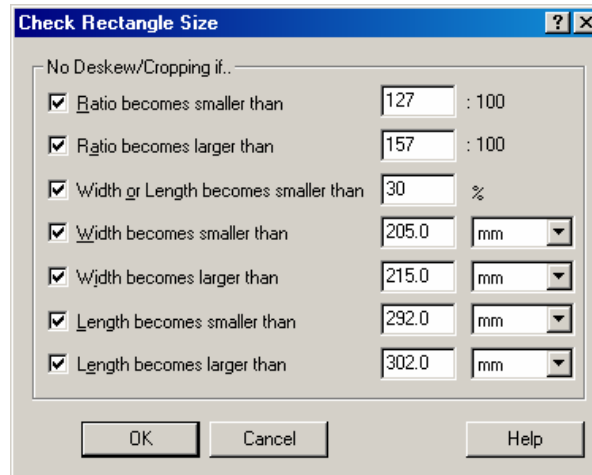 Check Rectangle Size
No Deskew/Cropping if..
Ratio becomes smaller than 127 : 100
Ratio becomes larger than 157 : 100
Width or Length becomes smaller than 30 %
Width becomes smaller than 205.0 mm
Width becomes larger than 215.0 mm
Length becomes smaller than 292.0 mm
Length becomes larger than 302.0 mm
OK Cancel Help